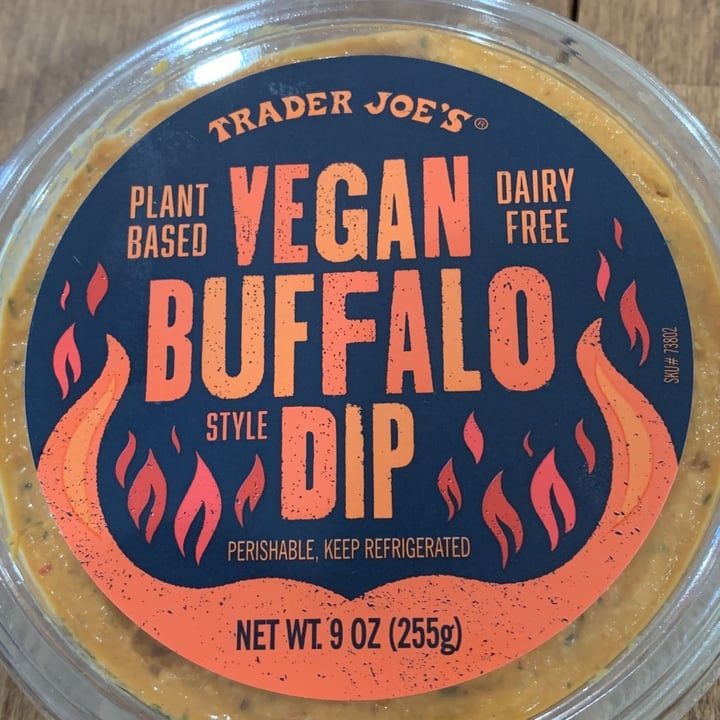 TRADER JOE'S®
PLANT BASED
VEGAN
DAIRY FREE
BUFFALO
STYLE DIP
PERISHABLE, KEEP REFRIGERATED
NET WT. 9 OZ (255g)
SKU# 73802